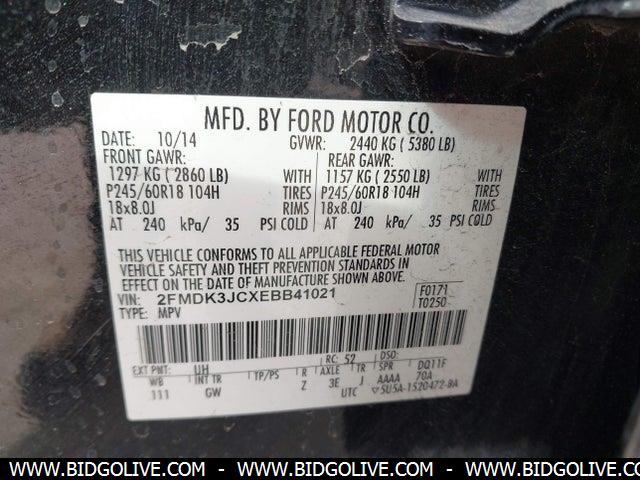 MFD. BY FORD MOTOR CO.
DATE: 10/14 GVWR: 2440 KG ( 5380 LB)
FRONT GAWR: REAR GAWR:
1297 KG ( 2860 LB) WITH 1157 KG ( 2550 LB) WITH
P245/60R18 104H TIRES P245/60R18 104H TIRES
18x8.0J RIMS 18x8.0J RIMS
AT 240 kPa/ 35 PSI COLD AT 240 kPa/ 35 PSI COLD
THIS VEHICLE CONFORMS TO ALL APPLICABLE FEDERAL MOTOR
VEHICLE SAFETY AND THEFT PREVENTION STANDARDS IN
EFFECT ON THE DATE OF MANUFACTURE SHOWN ABOVE.
VIN: 2FMDK3JCXEBB41021 F0171
TYPE: MPV T0250
EXT PNT: UH RC: 52 DSO:
WB INT TR TP/PS R AXLE TR SPR DQ11F
111 GW Z 3E J AAAA 70A
UTC 5U5A-1520472-BA
WWW.BIDGOLIVE.COM - WWW.BIDGOLIVE.COM - WWW.BIDGOLIVE.COM